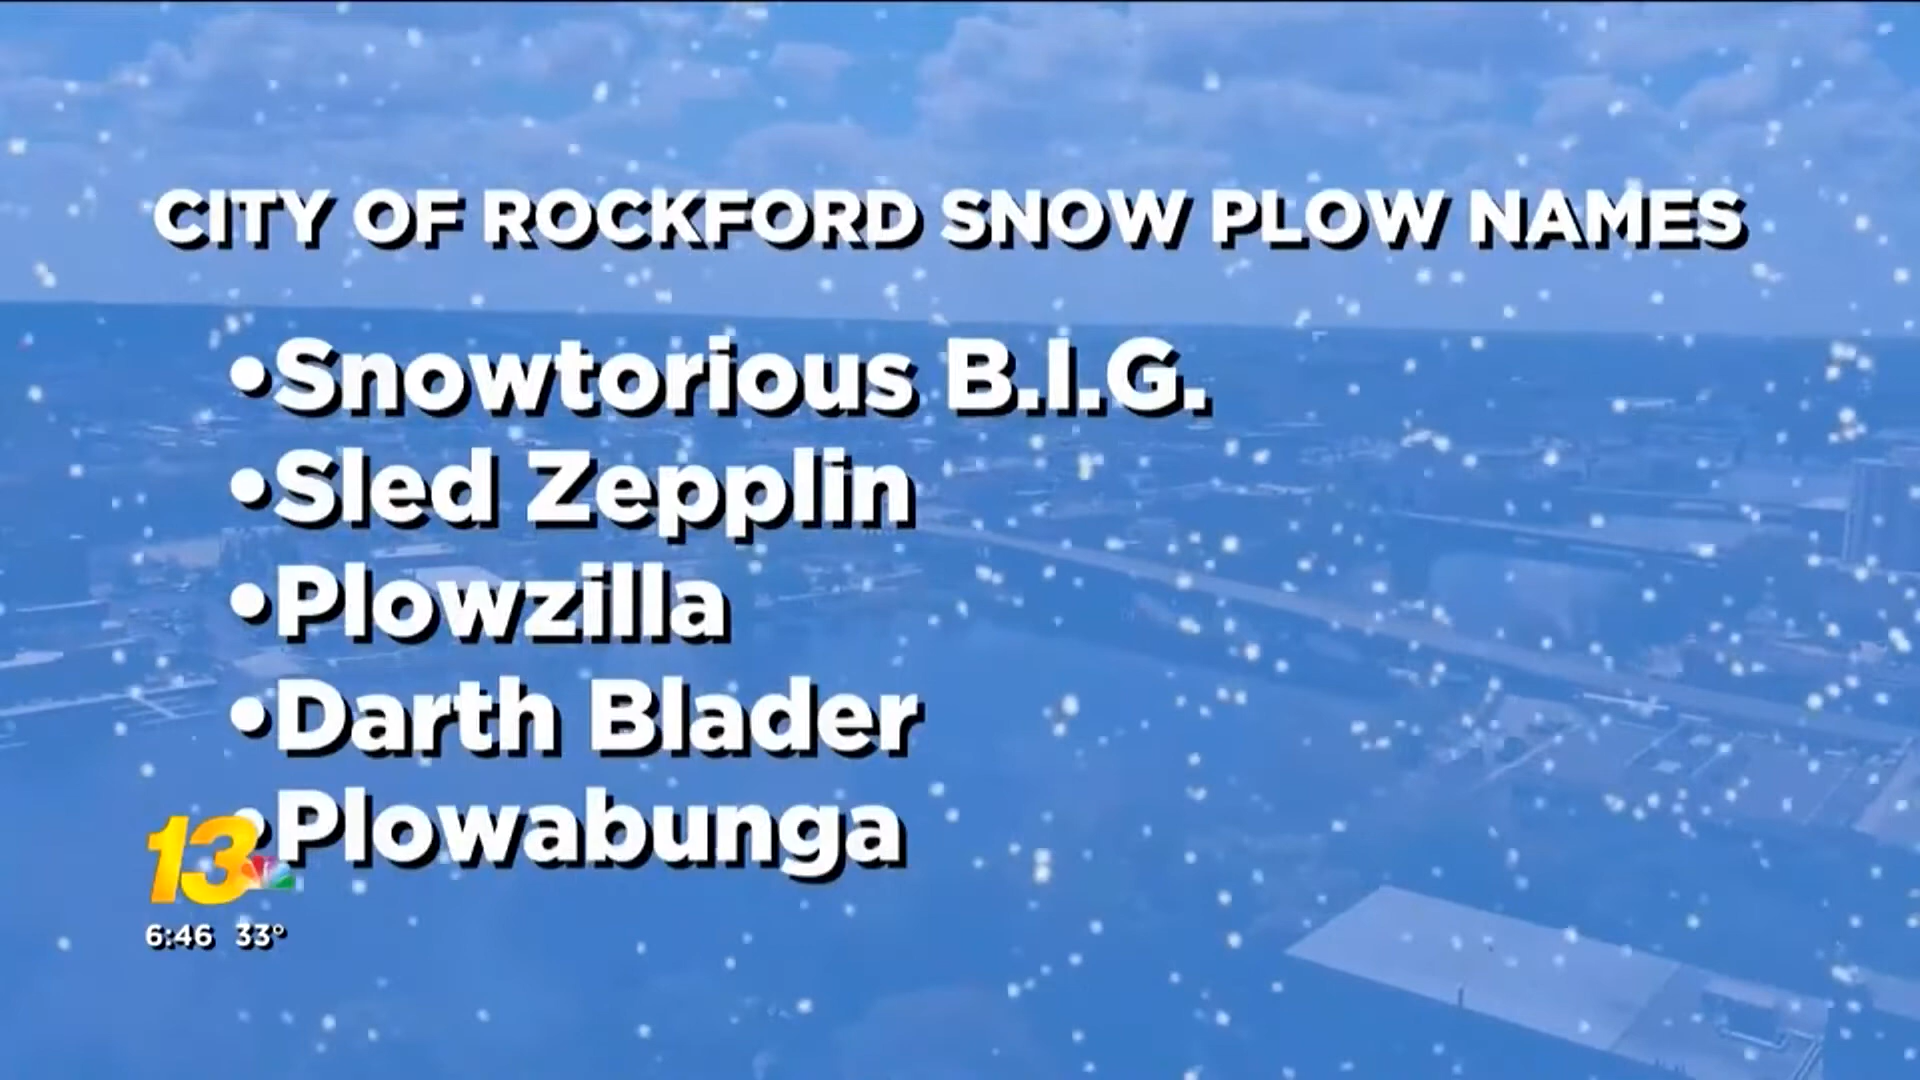 CITY OF ROCKFORD SNOW PLOW NAMES
•Snowtorious B.I.G.
•Sled Zepplin
•Plowzilla
•Darth Blader
•Plowabunga
13
6:46 33°